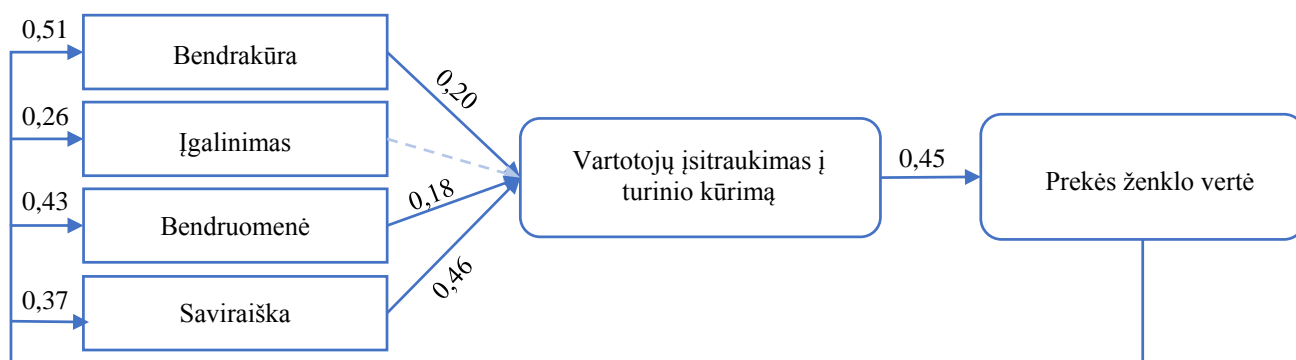 0,51
Bendrakūra
0,20
0,26
Įgalinimas
0,43
Bendruomenė
0,18
0,37
Saviraiška
0,46
Vartotojų įsitraukimas į
turinio kūrimą
0,45
Prekės ženklo vertė